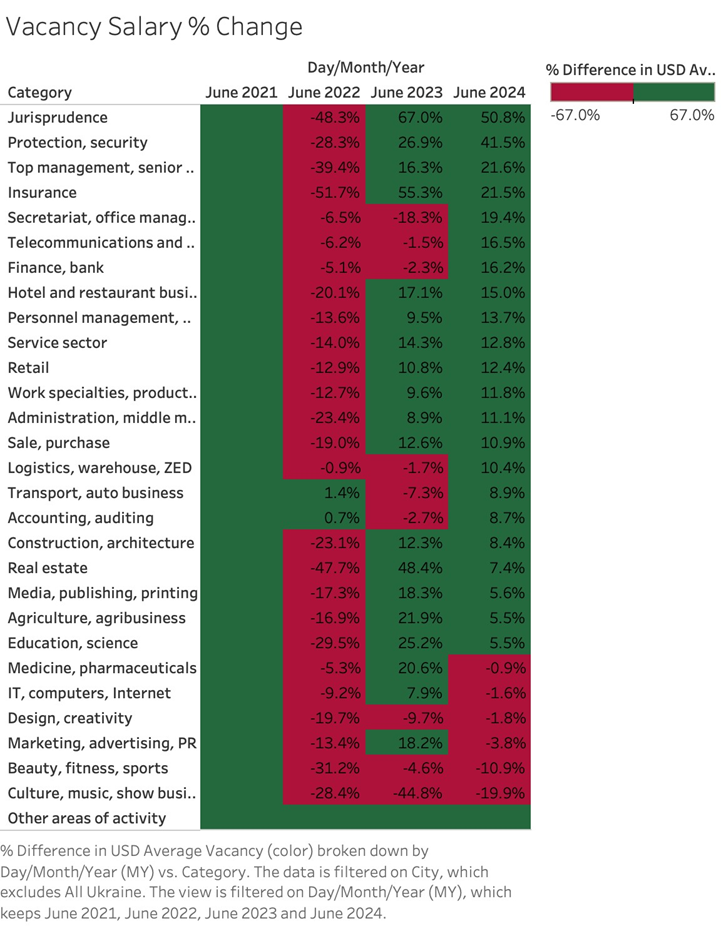 Vacancy Salary % Change
Day/Month/Year
% Difference in USD Av..
Category June 2021 June 2022 June 2023 June 2024
-67.0% 67.0%
Jurisprudence -48.3% 67.0% 50.8%
Protection, security -28.3% 26.9% 41.5%
Top management, senior .. -39.4% 16.3% 21.6%
Insurance -51.7% 55.3% 21.5%
Secretariat, office manag.. -6.5% -18.3% 19.4%
Telecommunications and .. -6.2% -1.5% 16.5%
Finance, bank -5.1% -2.3% 16.2%
Hotel and restaurant busi.. -20.1% 17.1% 15.0%
Personnel management, .. -13.6% 9.5% 13.7%
Service sector -14.0% 14.3% 12.8%
Retail -12.9% 10.8% 12.4%
Work specialties, product.. -12.7% 9.6% 11.8%
Administration, middle m.. -23.4% 8.9% 11.1%
Sale, purchase -19.0% 12.6% 10.9%
Logistics, warehouse, ZED -0.9% -1.7% 10.4%
Transport, auto business 1.4% -7.3% 8.9%
Accounting, auditing 0.7% -2.7% 8.7%
Construction, architecture -23.1% 12.3% 8.4%
Real estate -47.7% 48.4% 7.4%
Media, publishing, printing -17.3% 18.3% 5.6%
Agriculture, agribusiness -16.9% 21.9% 5.5%
Education, science -29.5% 25.2% 5.5%
Medicine, pharmaceuticals -5.3% 20.6% -0.9%
IT, computers, Internet -9.2% 7.9% -1.6%
Design, creativity -19.7% -9.7% -1.8%
Marketing, advertising, PR -13.4% 18.2% -3.8%
Beauty, fitness, sports -31.2% -4.6% -10.9%
Culture, music, show busi.. -28.4% -44.8% -19.9%
Other areas of activity
% Difference in USD Average Vacancy (color) broken down by
Day/Month/Year (MY) vs. Category. The data is filtered on City, which
excludes All Ukraine. The view is filtered on Day/Month/Year (MY), which
keeps June 2021, June 2022, June 2023 and June 2024.